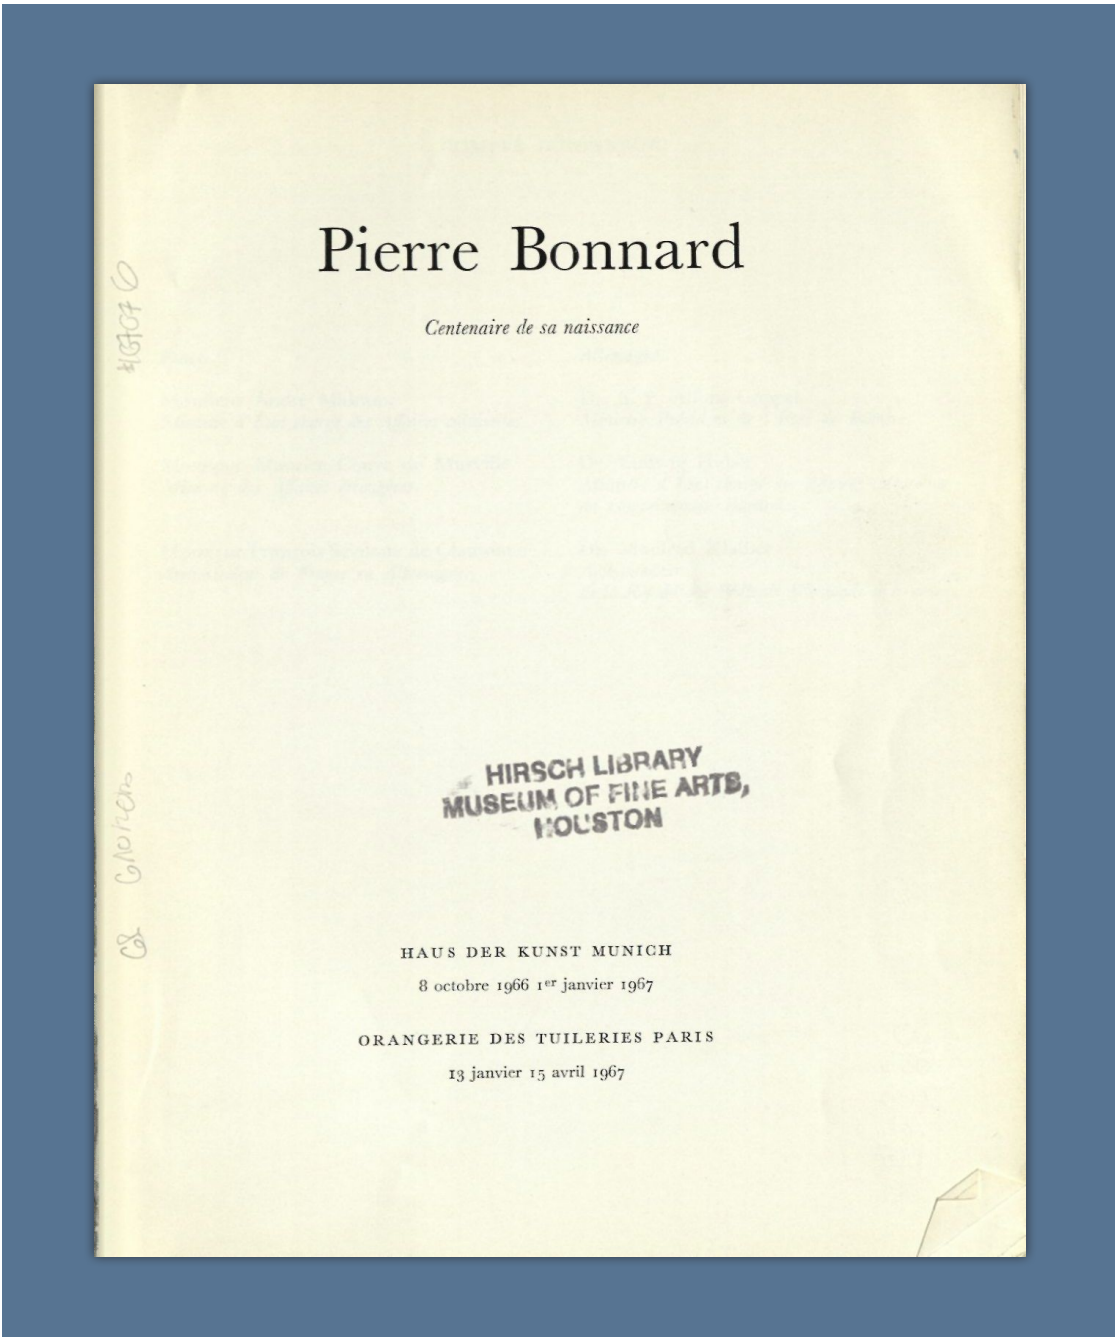 Pierre Bonnard
Centenaire de sa naissance
HIRSCH LIBRARY
MUSEUM OF FINE ARTS,
HOUSTON
HAUS DER KUNST MUNICH
8 octobre 1966 1er janvier 1967
ORANGERIE DES TUILERIES PARIS
13 janvier 15 avril 1967